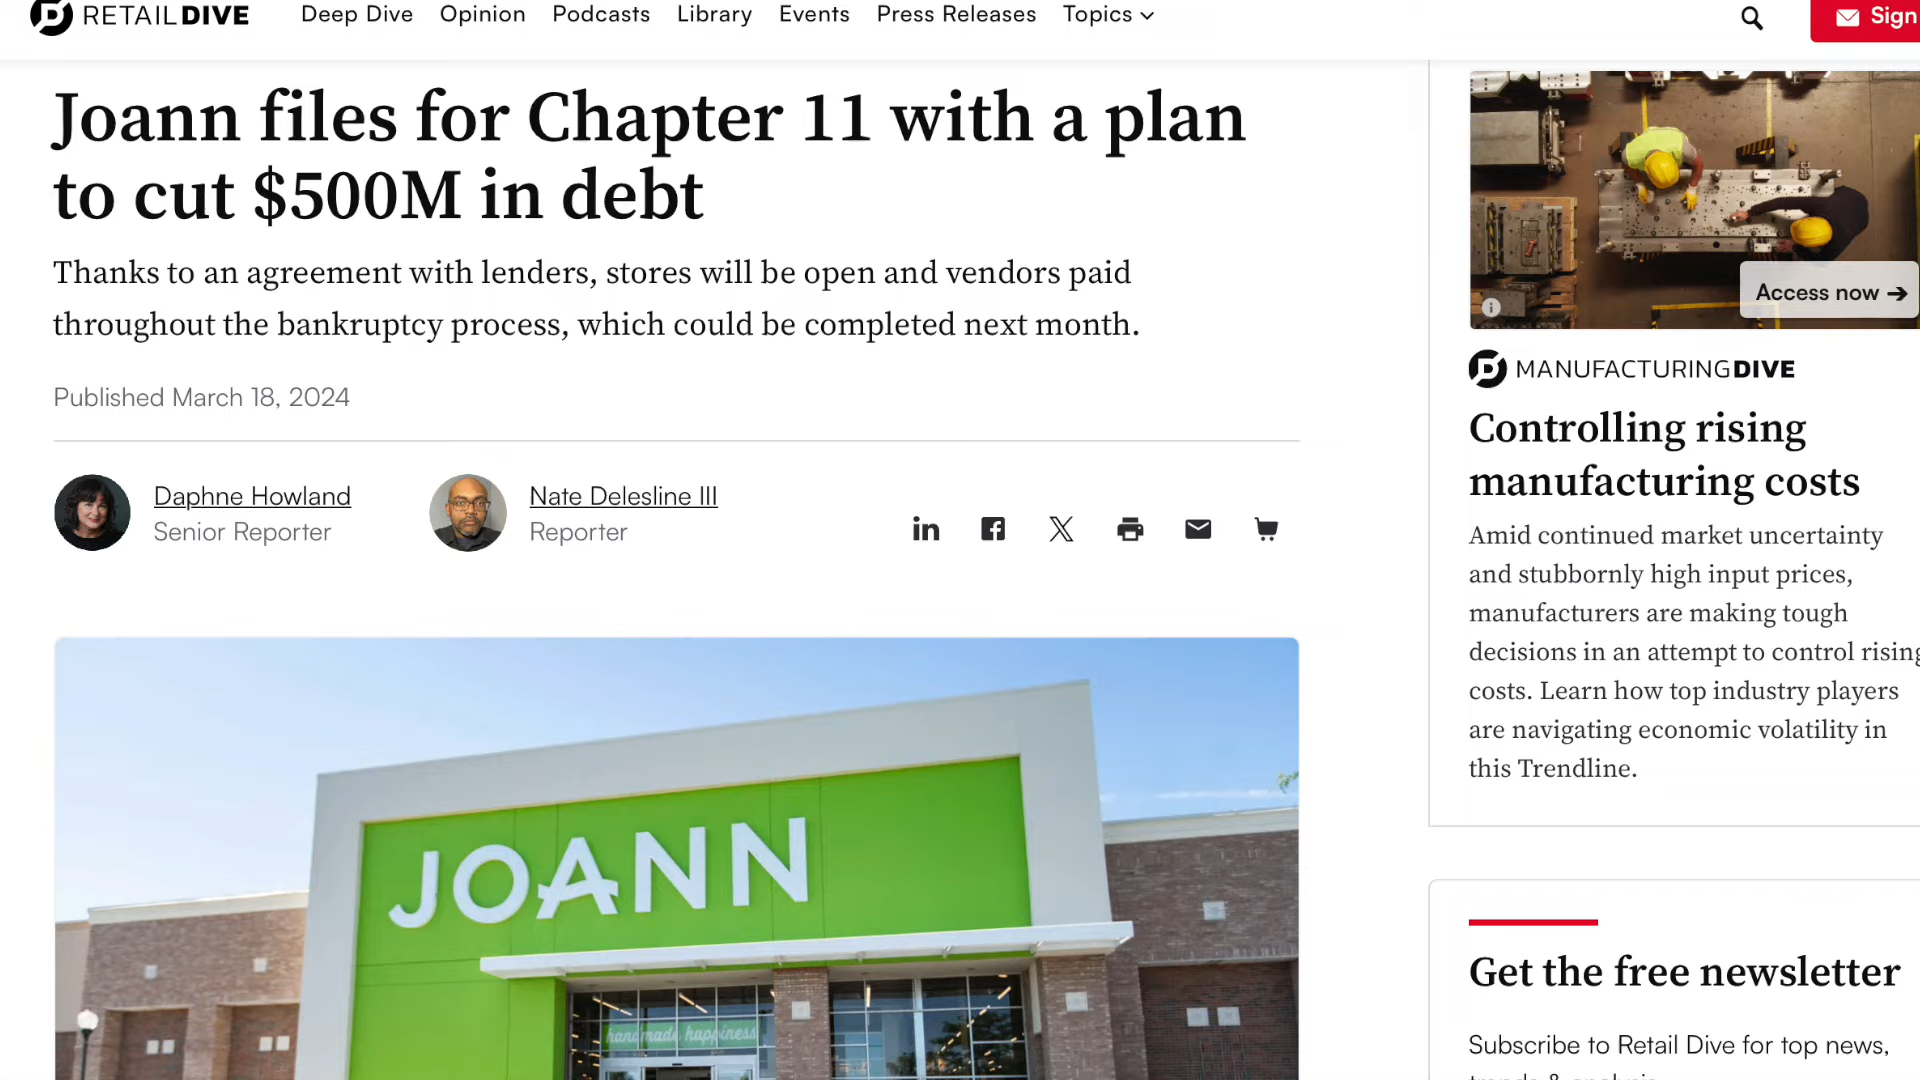 RETAIL DIVE
Deep Dive
Opinion
Podcasts
Library
Events
Press Releases
Topics
Sign
Joann files for Chapter 11 with a plan
to cut $500M in debt
Thanks to an agreement with lenders, stores will be open and vendors paid
throughout the bankruptcy process, which could be completed next month.
Published March 18, 2024
Daphne Howland
Senior Reporter
Nate Delesline III
Reporter
JOANN
handmade happiness
Access now →
MANUFACTURING DIVE
Controlling rising
manufacturing costs
Amid continued market uncertainty
and stubbornly high input prices,
manufacturers are making tough
decisions in an attempt to control rising
costs. Learn how top industry players
are navigating economic volatility in
this Trendline.
Get the free newsletter
Subscribe to Retail Dive for top news,
trends & analysis